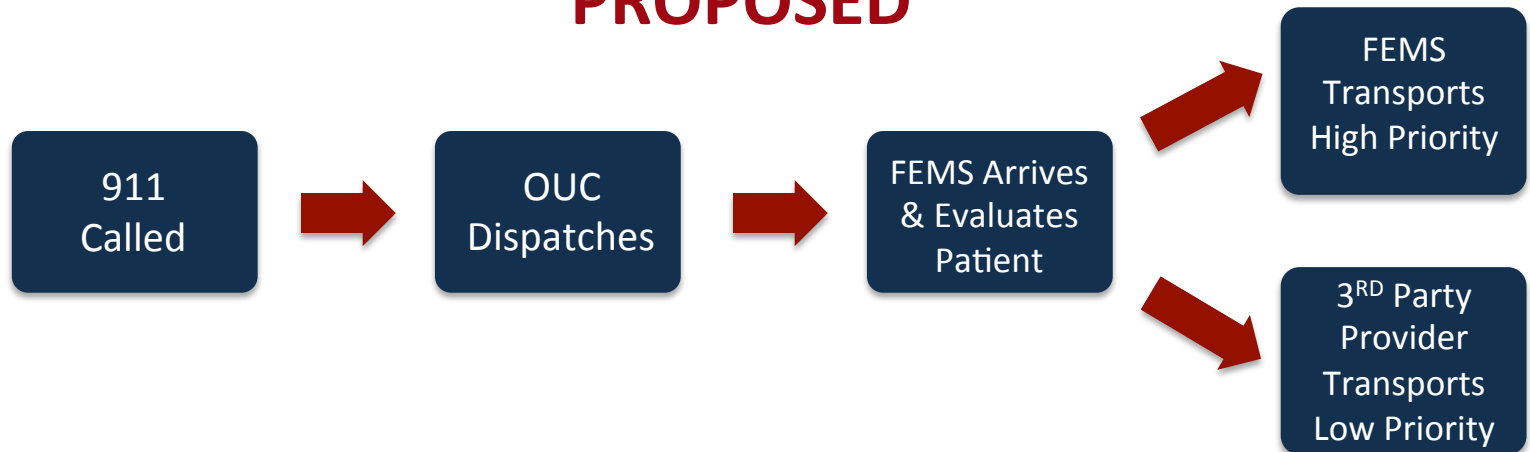 PROPOSED
911
Called
OUC
Dispatches
FEMS Arrives
& Evaluates
Patient
FEMS
Transports
High Priority
3RD Party
Provider
Transports
Low Priority